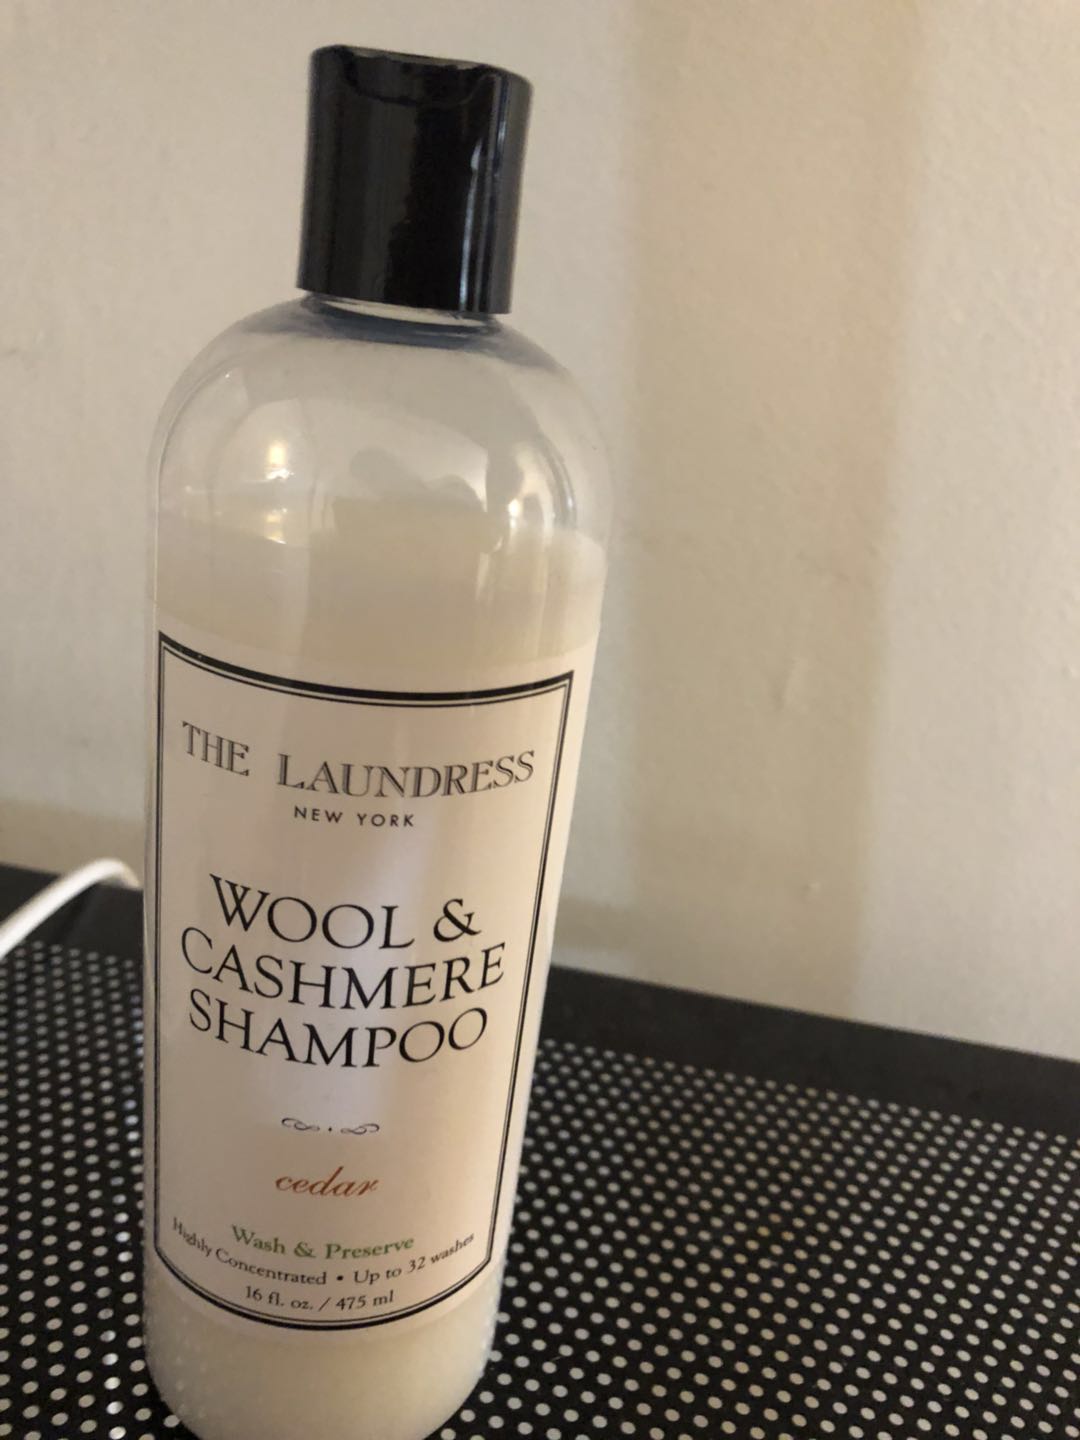 THE LAUNDRESS
NEW YORK
WOOL &
CASHMERE
SHAMPOO
cedar
Wash & Preserve
Highly Concentrated • Up to 32 washes
16 fl. oz. / 475 ml